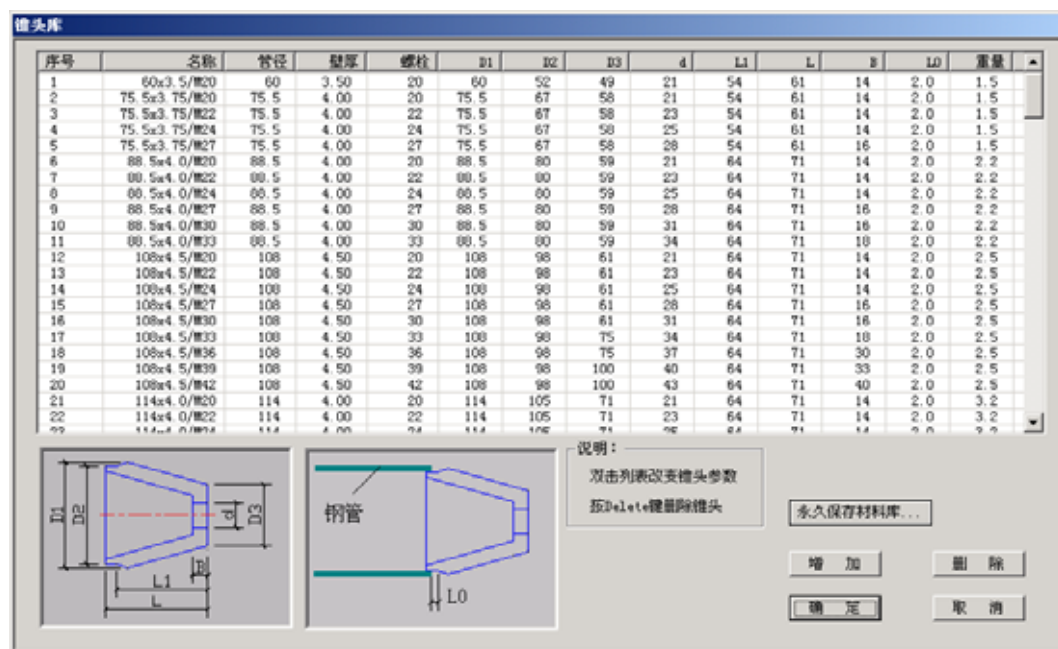 锥头库
序号 名称 管径 壁厚 螺栓 D1 D2 D3 d L1 L B L0 重量
1 60x3.5/M20 60 3.50 20 60 52 49 21 54 61 14 2.0 1.5
2 75.5x3.75/M20 75.5 4.00 20 75.5 67 58 21 54 61 14 2.0 1.5
3 75.5x3.75/M22 75.5 4.00 22 75.5 67 58 23 54 61 14 2.0 1.5
4 75.5x3.75/M24 75.5 4.00 24 75.5 67 58 25 54 61 14 2.0 1.5
5 75.5x3.75/M27 75.5 4.00 27 75.5 67 58 28 54 61 16 2.0 1.5
6 88.5x4.0/M20 88.5 4.00 20 88.5 80 59 21 64 71 14 2.0 2.2
7 88.5x4.0/M22 88.5 4.00 22 88.5 80 59 23 64 71 14 2.0 2.2
8 88.5x4.0/M24 88.5 4.00 24 88.5 80 59 25 64 71 14 2.0 2.2
9 88.5x4.0/M27 88.5 4.00 27 88.5 80 59 28 64 71 16 2.0 2.2
10 88.5x4.0/M30 88.5 4.00 30 88.5 80 59 31 64 71 16 2.0 2.2
11 88.5x4.0/M33 88.5 4.00 33 88.5 80 59 34 64 71 18 2.0 2.2
12 108x4.5/M20 108 4.50 20 108 98 61 21 64 71 14 2.0 2.5
13 108x4.5/M22 108 4.50 22 108 98 61 23 64 71 14 2.0 2.5
14 108x4.5/M24 108 4.50 24 108 98 61 25 64 71 14 2.0 2.5
15 108x4.5/M27 108 4.50 27 108 98 61 28 64 71 16 2.0 2.5
16 108x4.5/M30 108 4.50 30 108 98 61 31 64 71 16 2.0 2.5
17 108x4.5/M33 108 4.50 33 108 98 75 34 64 71 18 2.0 2.5
18 108x4.5/M36 108 4.50 36 108 98 75 37 64 71 30 2.0 2.5
19 108x4.5/M39 108 4.50 39 108 98 100 40 64 71 33 2.0 2.5
20 108x4.5/M42 108 4.50 42 108 98 100 43 64 71 40 2.0 2.5
21 114x4.0/M20 114 4.00 20 114 105 71 21 64 71 14 2.0 3.2
22 114x4.0/M22 114 4.00 22 114 105 71 23 64 71 14 2.0 3.2
23 114x4.0/M24 114 4.00 24 114 105 71 25 64 71 14 2.0 3.2
D1 D2 d D3 B L1 L
钢管 L0
说明：
双击列表改变锥头参数
按Delete键删除锥头
永久保存材料库...
增 加 删 除
确 定 取 消